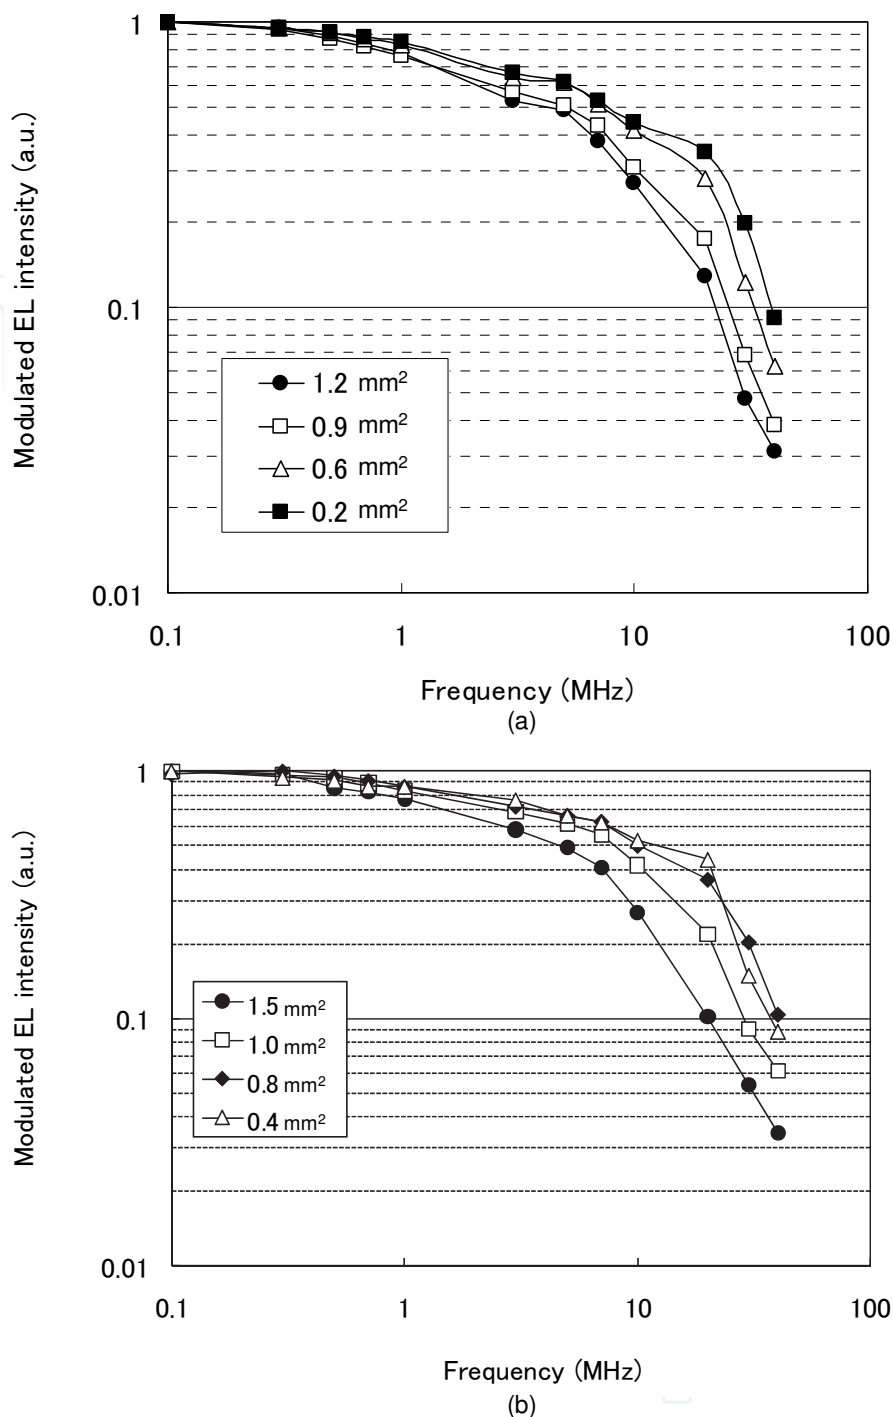 1
0.1
0.01
Modulated EL intensity (a.u.)
1.2 mm²
0.9 mm²
0.6 mm²
0.2 mm²
0.1 1 10 100
Frequency (MHz)
(a)
1
0.1
0.01
Modulated EL intensity (a.u.)
1.5 mm²
1.0 mm²
0.8 mm²
0.4 mm²
0.1 1 10 100
Frequency (MHz)
(b)